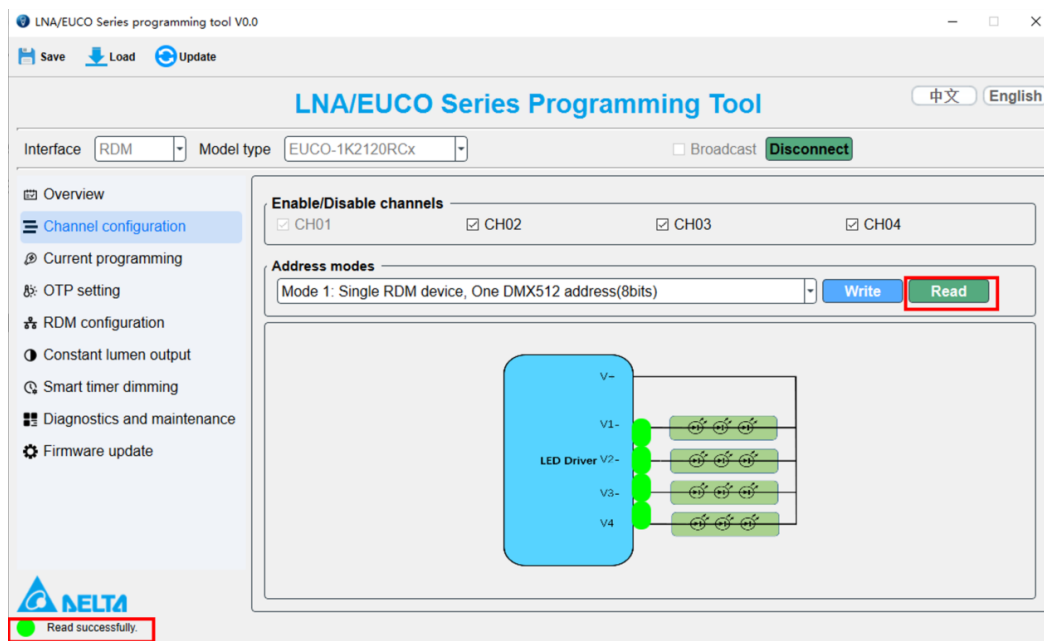 LNA/EUCO Series programming tool V0.0
Save Load Update
LNA/EUCO Series Programming Tool
中文 English
Interface RDM Model type EUCO-1K2120RCx Broadcast Disconnect
Overview
Channel configuration
Current programming
OTP setting
RDM configuration
Constant lumen output
Smart timer dimming
Diagnostics and maintenance
Firmware update
Enable/Disable channels
CH01 CH02 CH03 CH04
Address modes
Mode 1: Single RDM device, One DMX512 address(8bits) Write Read
V-
V1-
LED Driver V2-
V3-
V4
DELTA
Read successfully.